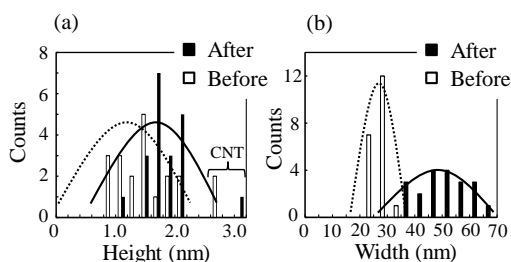 (a)
After
Before
Counts
8
6
4
2
0
CNT
1.0
2.0
3.0
Height (nm)
(b)
After
Before
Counts
12
8
4
0
0
10
20
30
40
50
60
70
Width (nm)